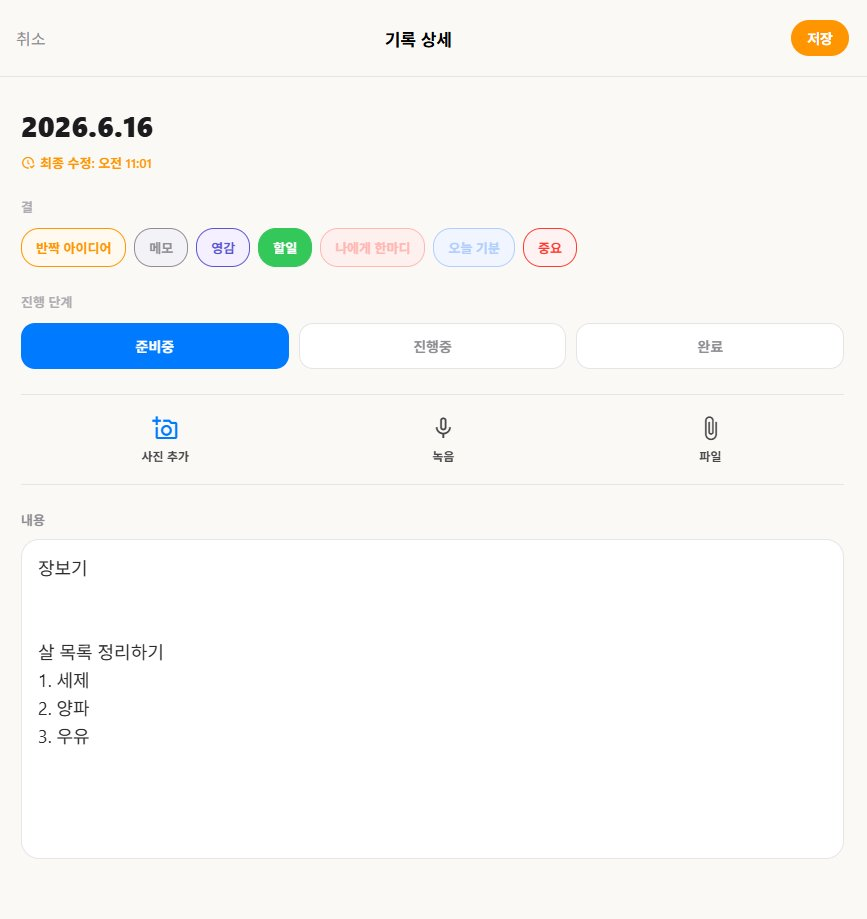 취소
기록 상세
저장
2026.6.16
최종 수정: 오전 11:01
결
반짝 아이디어
메모
영감
할일
나에게 한마디
오늘 기분
중요
진행 단계
준비중
진행중
완료
사진 추가
녹음
파일
내용
장보기
살 목록 정리하기
1. 세제
2. 양파
3. 우유